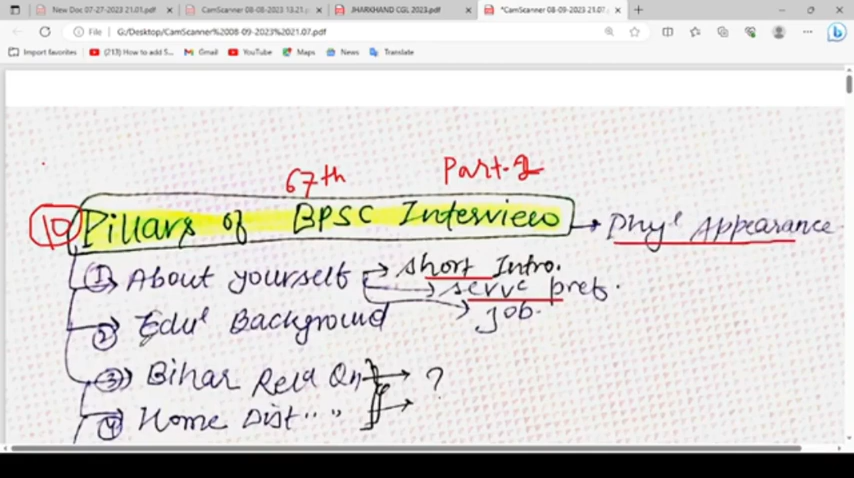 New Doc 07-27-2023 21.01.pdf
CamScanner 08-08-2023 13.21.pdf
JHARKHAND CGL 2023.pdf
*CamScanner 08-09-2023 21.07.pdf
File G:/Desktop/CamScanner%2008-09-2023%2021.07.pdf
Import favorites
(213) How to add S...
Gmail
YouTube
Maps
News
Translate
67th Part-2
10 Pillars of BPSC Interview → Phyl Appearance
① About yourself → Short Intro.
→ Servc pref.
② Edul Background → job.
③ Bihar Reld Qn → ?
④ Home Dist.. " →